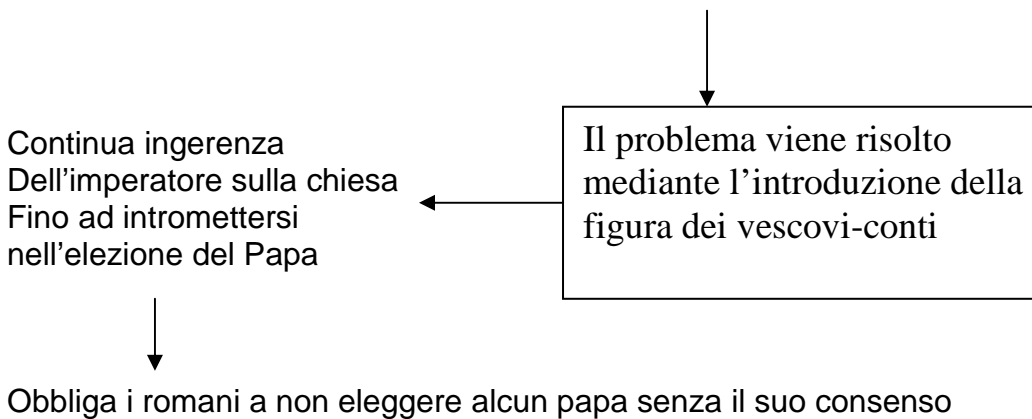 Il problema viene risolto
mediante l’introduzione della
figura dei vescovi-conti
Continua ingerenza
Dell'imperatore sulla chiesa
Fino ad intromettersi
nell'elezione del Papa
Obbliga i romani a non eleggere alcun papa senza il suo consenso